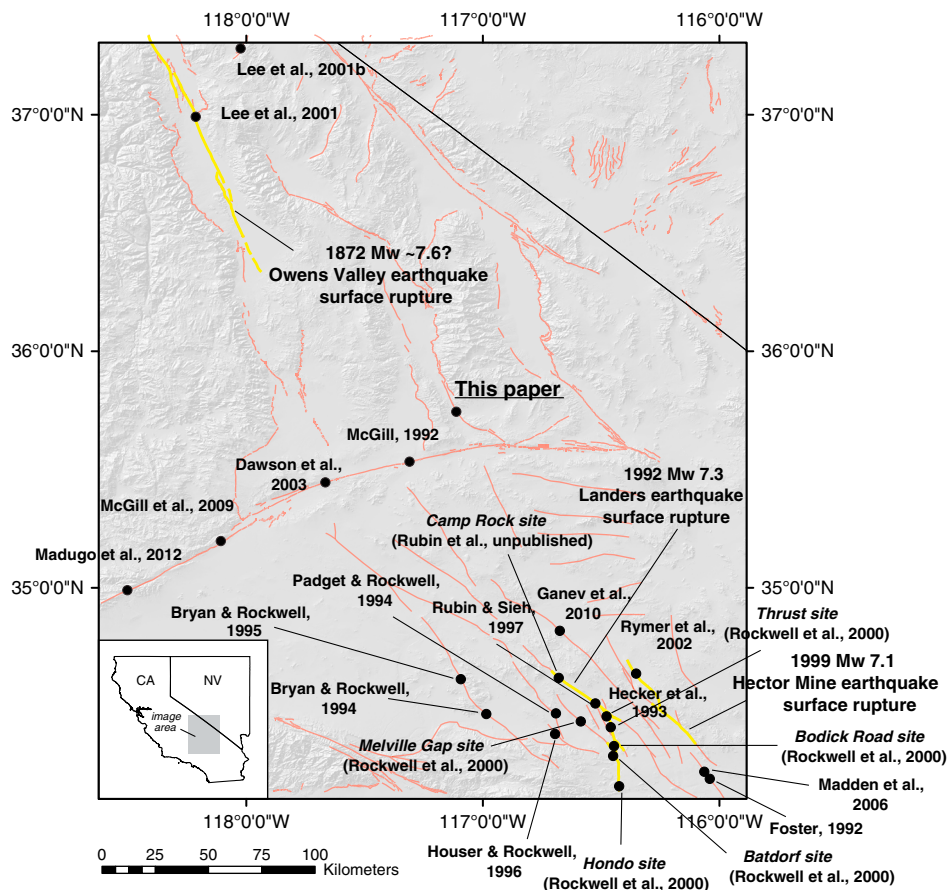 118°0'0"W
117°0'0"W
116°0'0"W
Lee et al., 2001b
37°0'0"N
Lee et al., 2001
37°0'0"N
1872 Mw ~7.6?
Owens Valley earthquake
surface rupture
36°0'0"N
36°0'0"N
This paper
McGill, 1992
Dawson et al.,
2003
1992 Mw 7.3
Landers earthquake
surface rupture
McGill et al., 2009
Camp Rock site
(Rubin et al., unpublished)
Madugo et al., 2012
35°0'0"N
35°0'0"N
Padget & Rockwell,
1994
Ganev et al.,
2010
Bryan & Rockwell,
1995
Rubin & Sieh,
1997
Rymer et al.,
2002
Thrust site
(Rockwell et al., 2000)
1999 Mw 7.1
Hector Mine earthquake
surface rupture
CA
NV
image
area
Bryan & Rockwell,
1994
Hecker et al.,
1993
Melville Gap site
(Rockwell et al., 2000)
Bodick Road site
(Rockwell et al., 2000)
Madden et al.,
2006
118°0'0"W
117°0'0"W
116°0'0"W
Foster, 1992
Houser & Rockwell,
1996
Hondo site
(Rockwell et al., 2000)
Batdorf site
(Rockwell et al., 2000)
0 12.5 25 50 75 100
Kilometers